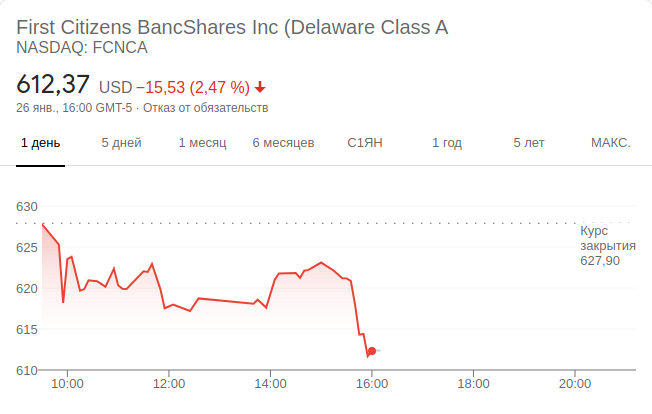 First Citizens BancShares Inc (Delaware Class A
NASDAQ: FCNCA
612,37 USD −15,53 (2,47 %)
26 янв., 16:00 GMT-5 · Отказ от обязательств
1 день 5 дней 1 месяц 6 месяцев С1ЯН 1 год 5 лет МАКС.
630
Курс
закрытия
627,90
625
620
615
610
10:00 12:00 14:00 16:00 18:00 20:00